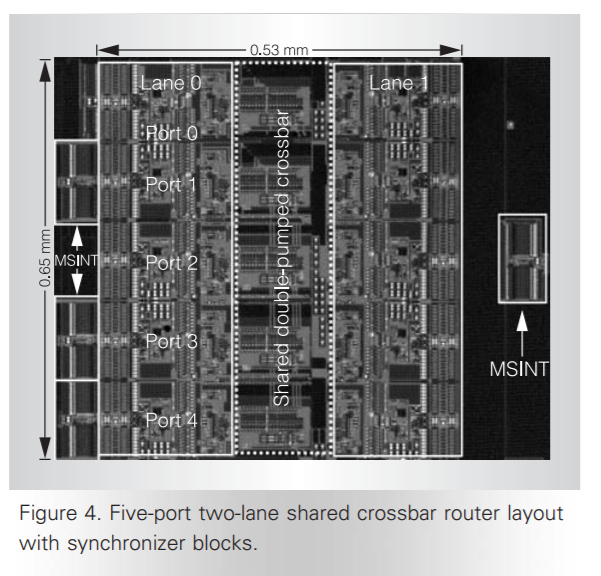 0.53 mm
Lane 0
Lane 1
Port 0
Port 1
Port 2
Port 3
Port 4
Shared double-pumped crossbar
0.65 mm
MSINT
MSINT
Figure 4. Five-port two-lane shared crossbar router layout
with synchronizer blocks.